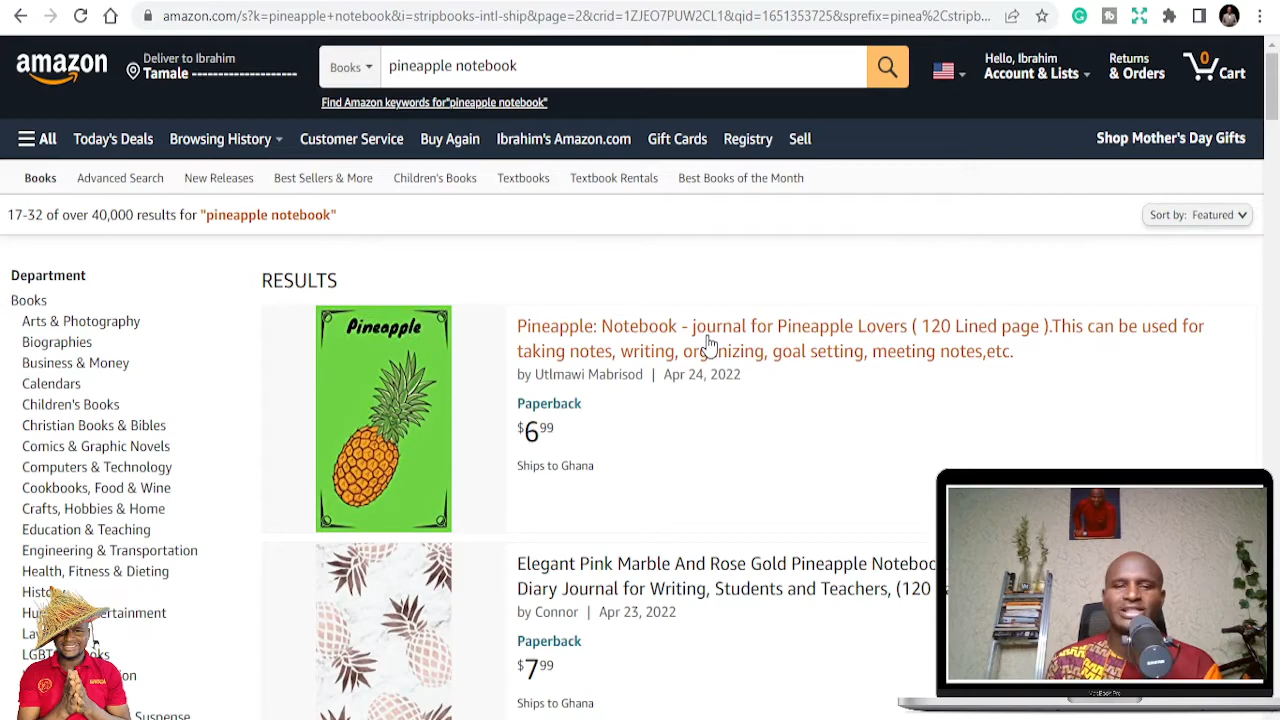 amazon.com/s?k=pineapple+notebook&i=stripbooks-intl-ship&page=2&crid=1ZJEO7PUW2CL1&qid=1651353725&sprefix=pinea%2Cstripb...
amazon
Deliver to Ibrahim
Tamale
Books
pineapple notebook
Find Amazon keywords for"pineapple notebook"
Hello, Ibrahim
Account & Lists
Returns
& Orders
0
Cart
All
Today's Deals
Browsing History
Customer Service
Buy Again
Ibrahim's Amazon.com
Gift Cards
Registry
Sell
Shop Mother's Day Gifts
Books
Advanced Search
New Releases
Best Sellers & More
Children's Books
Textbooks
Textbook Rentals
Best Books of the Month
17-32 of over 40,000 results for "pineapple notebook"
Sort by: Featured
Department
Books
Arts & Photography
Biographies
Business & Money
Calendars
Children's Books
Christian Books & Bibles
Comics & Graphic Novels
Computers & Technology
Cookbooks, Food & Wine
Crafts, Hobbies & Home
Education & Teaching
Engineering & Transportation
Health, Fitness & Dieting
RESULTS
Pineapple
Pineapple: Notebook - journal for Pineapple Lovers ( 120 Lined page ).This can be used for
taking notes, writing, organizing, goal setting, meeting notes,etc.
by Utlmawi Mabrisod | Apr 24, 2022
Paperback
$6 99
Ships to Ghana
Elegant Pink Marble And Rose Gold Pineapple Noteboo
Diary Journal for Writing, Students and Teachers, (120
by Connor | Apr 23, 2022
Paperback
$7 99
Ships to Ghana
Suspense
MacBook Pro